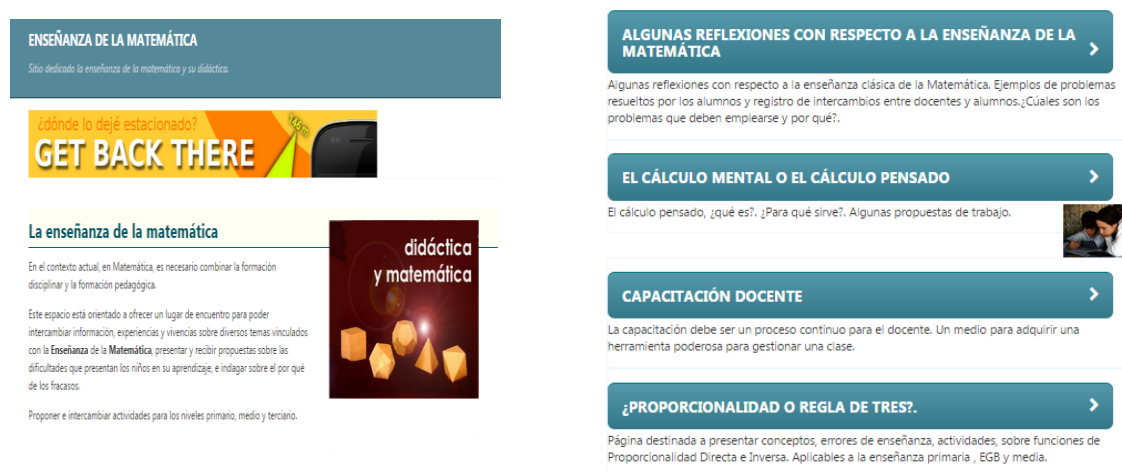 ENSEÑANZA DE LA MATEMÁTICA
Sitio dedicado la enseñanza de la matemática y su didáctica.
¿dónde lo dejé estacionado?
146 m
GET BACK THERE
La enseñanza de la matemática
didáctica
y matemática
En el contexto actual, en Matemática, es necesario combinar la formación
disciplinar y la formación pedagógica.
Este espacio está orientado a ofrecer un lugar de encuentro para poder
intercambiar información, experiencias y vivencias sobre diversos temas vinculados
con la Enseñanza de la Matemática, presentar y recibir propuestas sobre las
dificultades que presentan los niños en su aprendizaje, e indagar sobre el por qué
de los fracasos.
Proponer e intercambiar actividades para los niveles primario, medio y terciario.
ALGUNAS REFLEXIONES CON RESPECTO A LA ENSEÑANZA DE LA
MATEMÁTICA
Algunas reflexiones con respecto a la enseñanza clásica de la Matemática. Ejemplos de problemas
resueltos por los alumnos y registro de intercambios entre docentes y alumnos.¿Cúales son los
problemas que deben emplearse y por qué?.
EL CÁLCULO MENTAL O EL CÁLCULO PENSADO
El cálculo pensado, ¿qué es?. ¿Para qué sirve?. Algunas propuestas de trabajo.
CAPACITACIÓN DOCENTE
La capacitación debe ser un proceso continuo para el docente. Un medio para adquirir una
herramienta poderosa para gestionar una clase.
¿PROPORCIONALIDAD O REGLA DE TRES?.
Página destinada a presentar conceptos, errores de enseñanza, actividades, sobre funciones de
Proporcionalidad Directa e Inversa. Aplicables a la enseñanza primaria , EGB y media.